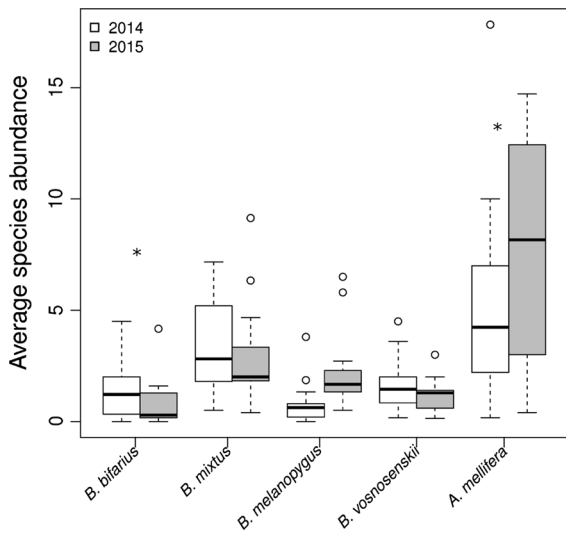 2014
2015
Average species abundance
15
10
5
0
*
*
B. bifarius
B. mixtus
B. melanopygus
B. vosnosenskii
A. mellifera